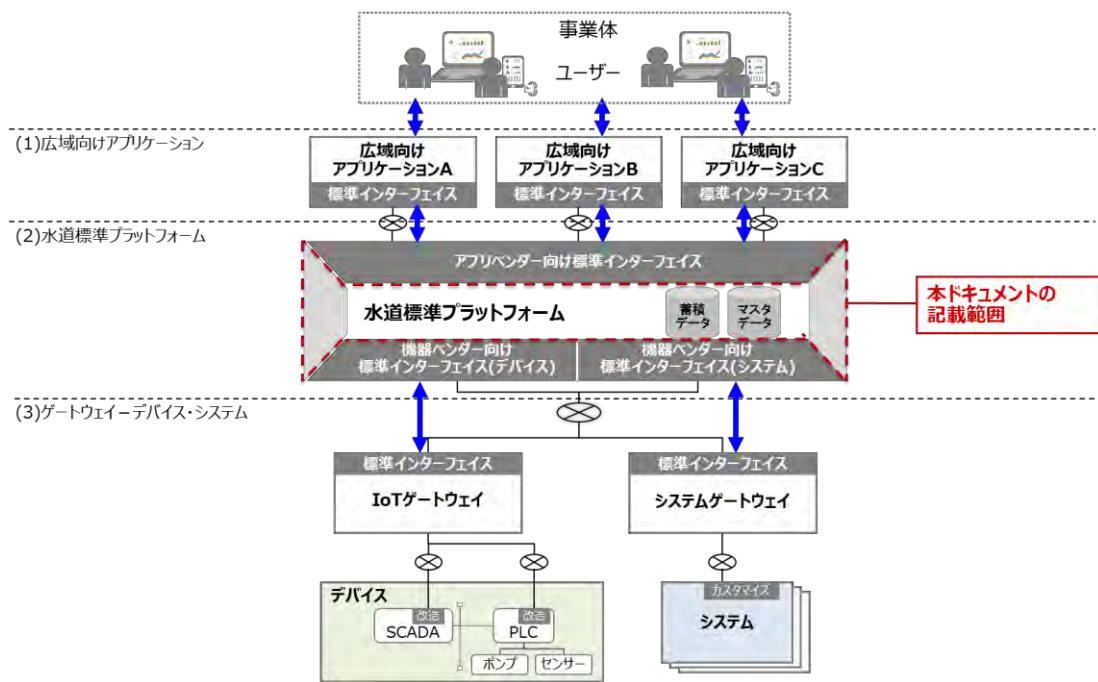 事業体
ユーザー
(1)広域向けアプリケーション
広域向け
アプリケーションA
標準インターフェイス
広域向け
アプリケーションB
標準インターフェイス
広域向け
アプリケーションC
標準インターフェイス
(2)水道標準プラットフォーム
アプリベンダー向け標準インターフェイス
水道標準プラットフォーム
蓄積
データ
マスタ
データ
本ドキュメントの
記載範囲
機器ベンダー向け
標準インターフェイス(デバイス)
機器ベンダー向け
標準インターフェイス(システム)
(3)ゲートウェイ－デバイス・システム
標準インターフェイス
IoTゲートウェイ
標準インターフェイス
システムゲートウェイ
デバイス
改造
SCADA
改造
PLC
ポンプ
センサー
カスタマイズ
システム